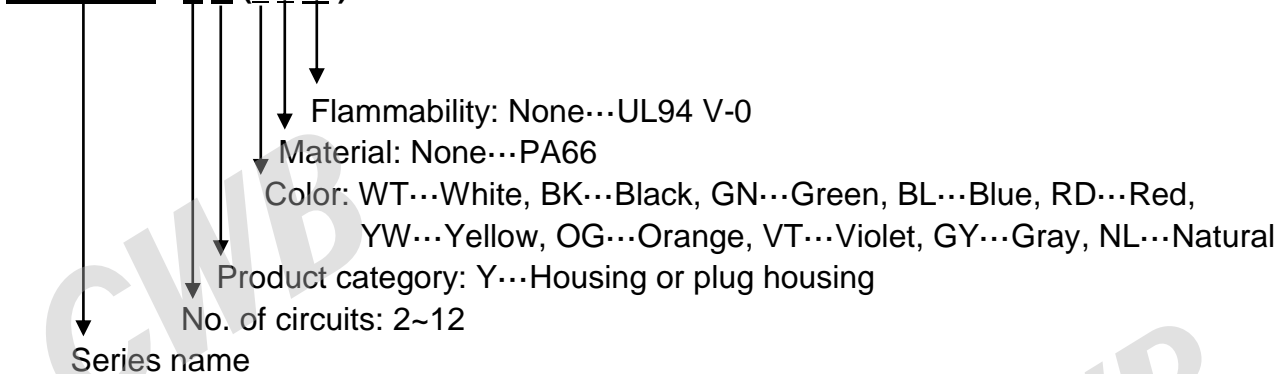 Flammability: None···UL94 V-0
Material: None···PA66
Color: WT···White, BK···Black, GN···Green, BL···Blue, RD···Red,
YW···Yellow, OG···Orange, VT···Violet, GY···Gray, NL···Natural
Product category: Y···Housing or plug housing
No. of circuits: 2~12
Series name
CWB